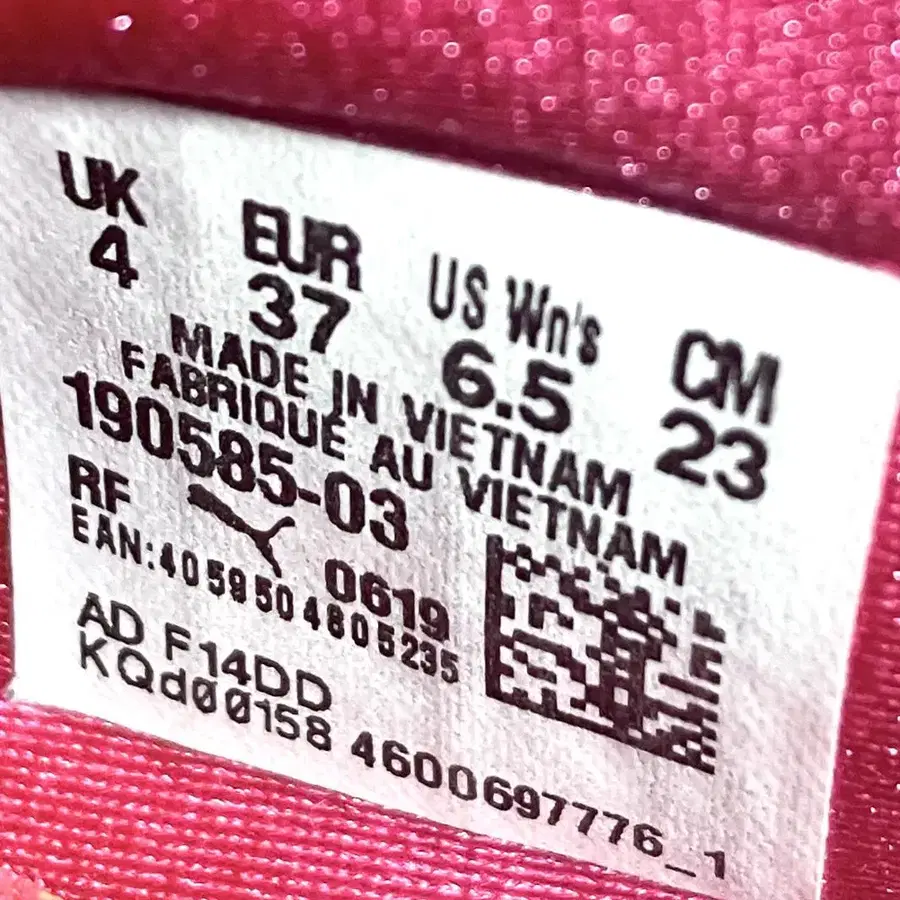 UK EUR US Wn's CM
4 37 6.5 23
MADE IN VIETNAM
FABRIQUÉ AU VIETNAM
190585-03
RF 0619
EAN:4059504805235
AD F14DD
KQd00158 4600697776_1